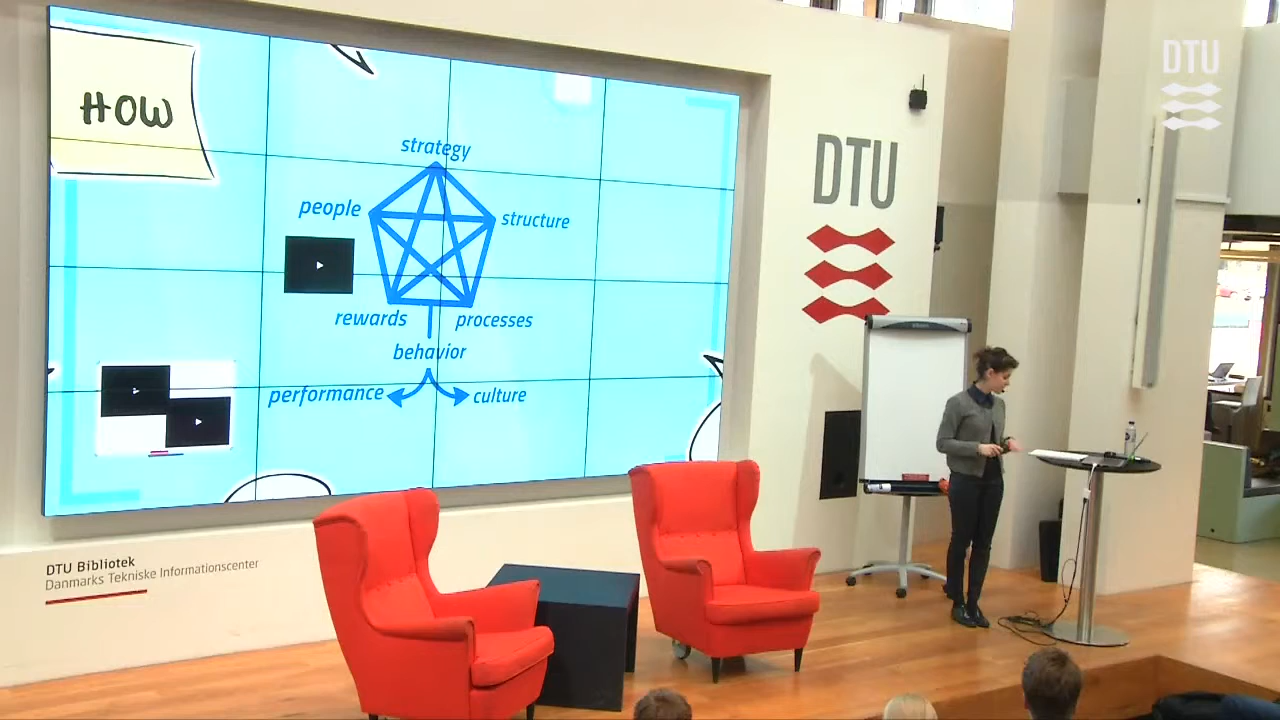 HOW
strategy
people
structure
rewards
processes
behavior
performance
culture
DTU
DTU
DTU Bibliotek
Danmarks Tekniske Informationscenter